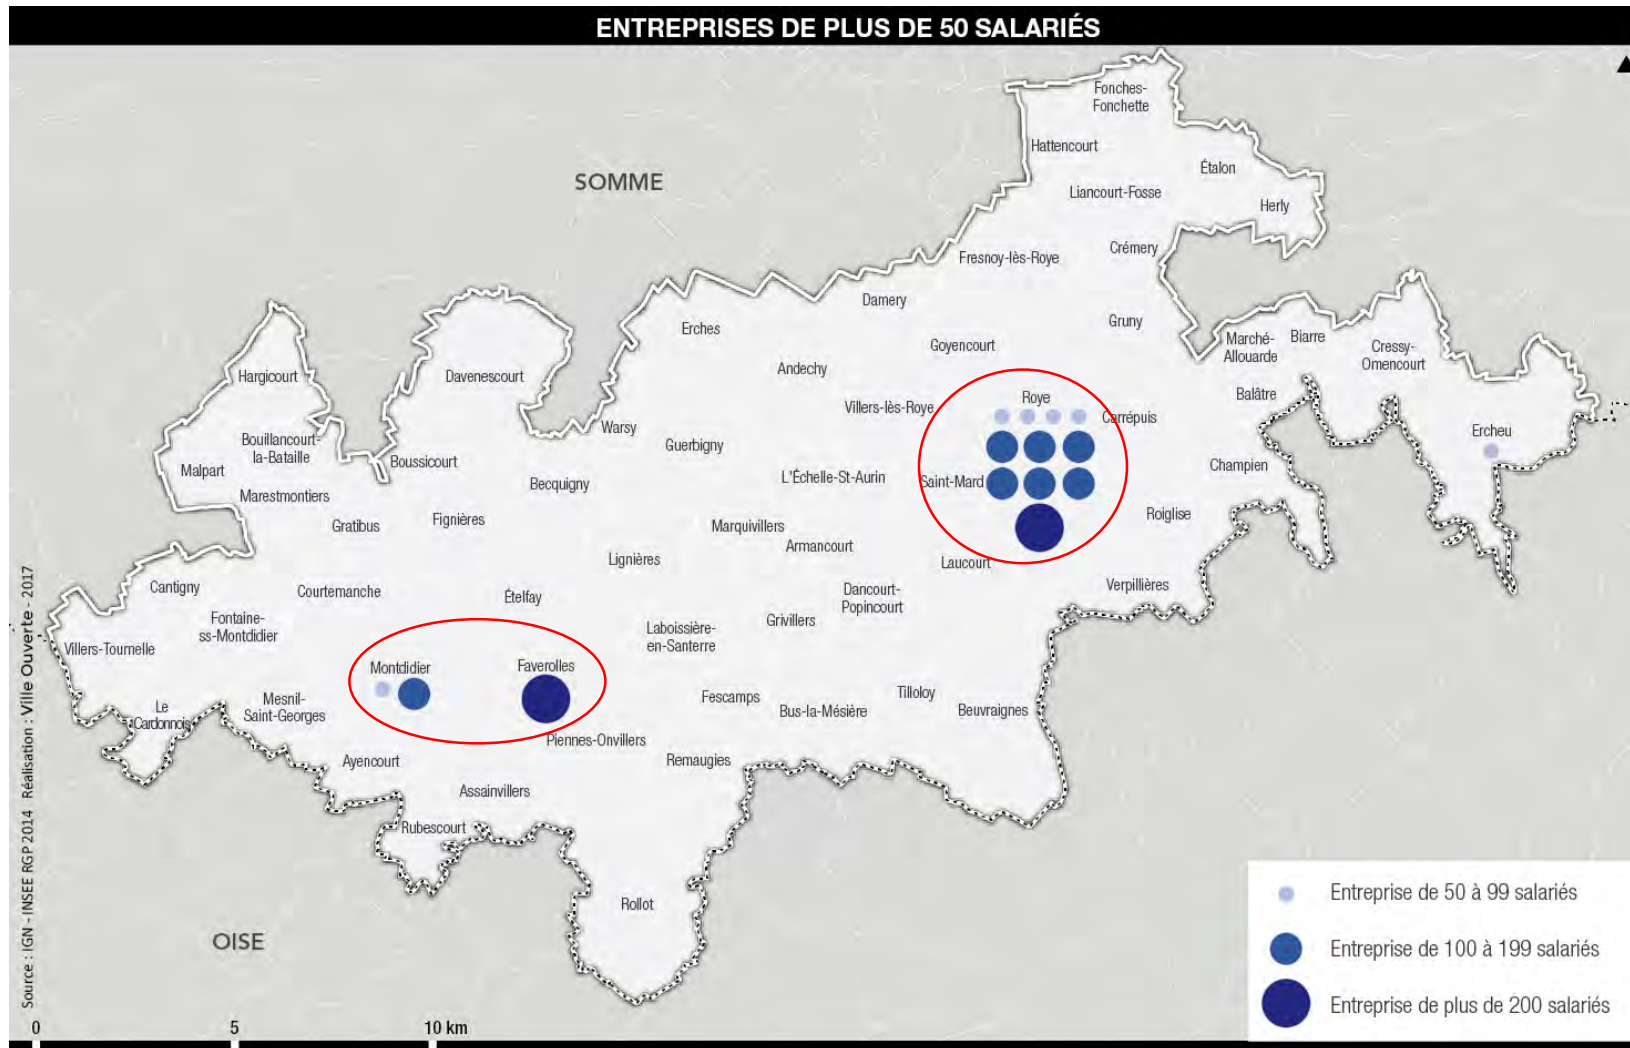 ENTREPRISES DE PLUS DE 50 SALARIÉS
Fonches-
Fonchette
Hattencourt
Étalon
SOMME
Liancourt-Fosse
Herly
Crémery
Fresnoy-lès-Roye
Damery
Erches
Gruny
Goyencourt
Marché-
Allouarde
Biarre
Cressy-
Omencourt
Andechy
Hargicourt
Davenescourt
Balâtre
Roye
Villers-lès-Roye
Carrépuis
Warsy
Ercheu
Bouillancourt-
la-Bataille
Guerbigny
Boussicourt
Malpart
Champien
L'Échelle-St-Aurin
Saint-Mard
Becquigny
Marestmontiers
Roiglise
Fignières
Gratibus
Marquivillers
Armancourt
Lignières
Laucourt
Verpillières
Cantigny
Courtemanche
Ételfay
Dancourt-
Popincourt
Fontaine-
ss-Montdidier
Grivillers
Laboissière-
en-Santerre
Villers-Tournelle
Montdidier
Faverolles
Fescamps
Tilloloy
Mesnil-
Saint-Georges
Le
Cardonnois
Bus-la-Mésière
Beuvraignes
Piennes-Onvillers
Ayencourt
Remaugies
Assainvillers
Rubescourt
Rollot
OISE
Entreprise de 50 à 99 salariés
Entreprise de 100 à 199 salariés
Entreprise de plus de 200 salariés
Source : IGN - INSEE RGP 2014 Réalisation : Ville Ouverte - 2017
0 5 10 km